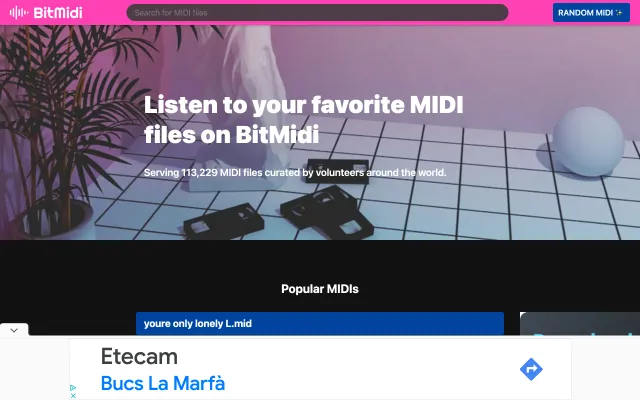 BitMidi
Search for MIDI files
RANDOM MIDI
Listen to your favorite MIDI
files on BitMidi
Serving 113,229 MIDI files curated by volunteers around the world.
Popular MIDIs
youre only lonely L.mid
Etecam
Bucs La Marfà